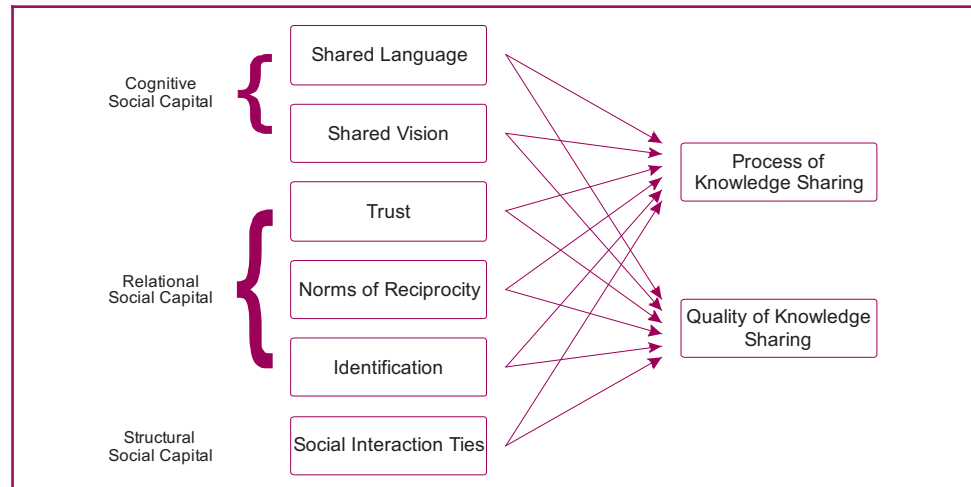 Cognitive
Social Capital
Shared Language
Shared Vision
Relational
Social Capital
Trust
Norms of Reciprocity
Identification
Structural
Social Capital
Social Interaction Ties
Process of
Knowledge Sharing
Quality of Knowledge
Sharing